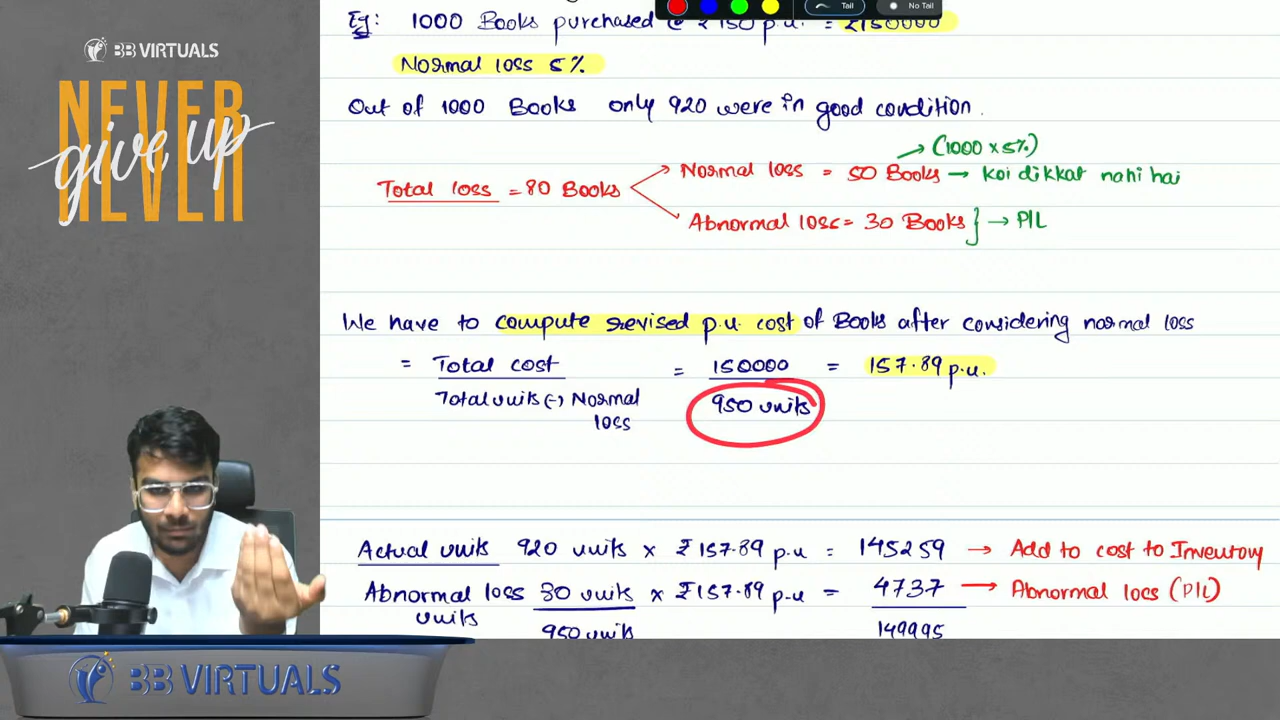 Tail
No Tail
BB VIRTUALS
NEVER
give up
NEVER
Eg: 1000 Books purchased @ ₹150 p.u. = ₹150000
Normal loss 5%
Out of 1000 Books only 920 were in good condition.
(1000 x 5%)
Total loss = 80 Books
Normal loss = 50 Books → koi dikkat nahi hai
Abnormal loss = 30 Books } → P/L
We have to compute revised p.u. cost of Books after considering normal loss
= Total cost = 150000 = 157.89 p.u.
Total units (-) Normal loss 950 units
Actual units 920 units x ₹157.89 p.u = 145259 → Add to cost to Inventory
Abnormal loss units 30 units x ₹157.89 p.u = 4737 → Abnormal loss (P/L)
950 units 149995
BB VIRTUALS